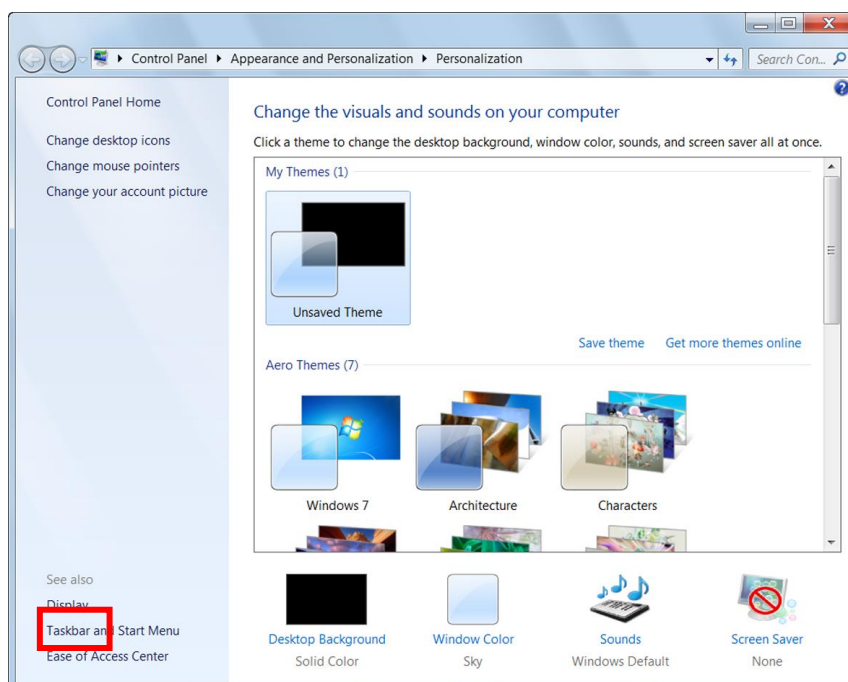 Control Panel Appearance and Personalization Personalization
Search Con...
Control Panel Home
Change desktop icons
Change mouse pointers
Change your account picture
Change the visuals and sounds on your computer
Click a theme to change the desktop background, window color, sounds, and screen saver all at once.
My Themes (1)
Unsaved Theme
Save theme Get more themes online
Aero Themes (7)
Windows 7 Architecture Characters
See also
Display
Taskbar and Start Menu
Ease of Access Center
Desktop Background Window Color Sounds Screen Saver
Solid Color Sky Windows Default None